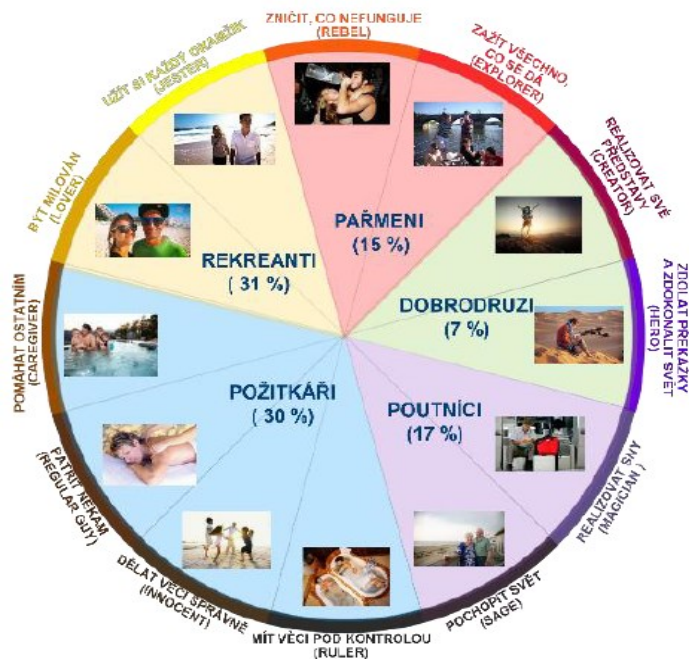 ZNIČIT, CO NEFUNGUJE
(REBEL)
ZAŽÍT VŠECHNO,
CO SE DÁ
(EXPLORER)
REALIZOVAT SVÉ
PŘEDSTAVY
(CREATOR)
ZDOLAT PŘEKÁŽKY
A ZDOKONALIT SVĚT
(HERO)
REALIZOVAT SNY
(MAGICIAN )
POCHOPIT SVĚT
(SAGE)
MÍT VĚCI POD KONTROLOU
(RULER)
DĚLAT VĚCI SPRÁVNĚ
(INNOCENT)
PATŘIT NĚKAM
(REGULAR GUY)
POMÁHAT OSTATNÍM
(CAREGIVER)
BÝT MILOVÁN
(LOVER)
UŽÍT SI KAŽDÝ OKAMŽIK
(JESTER)
PAŘMENI
(15 %)
REKREANTI
( 31 %)
DOBRODRUZI
(7 %)
POŽITKÁŘI
( 30 %)
POUTNÍCI
(17 %)